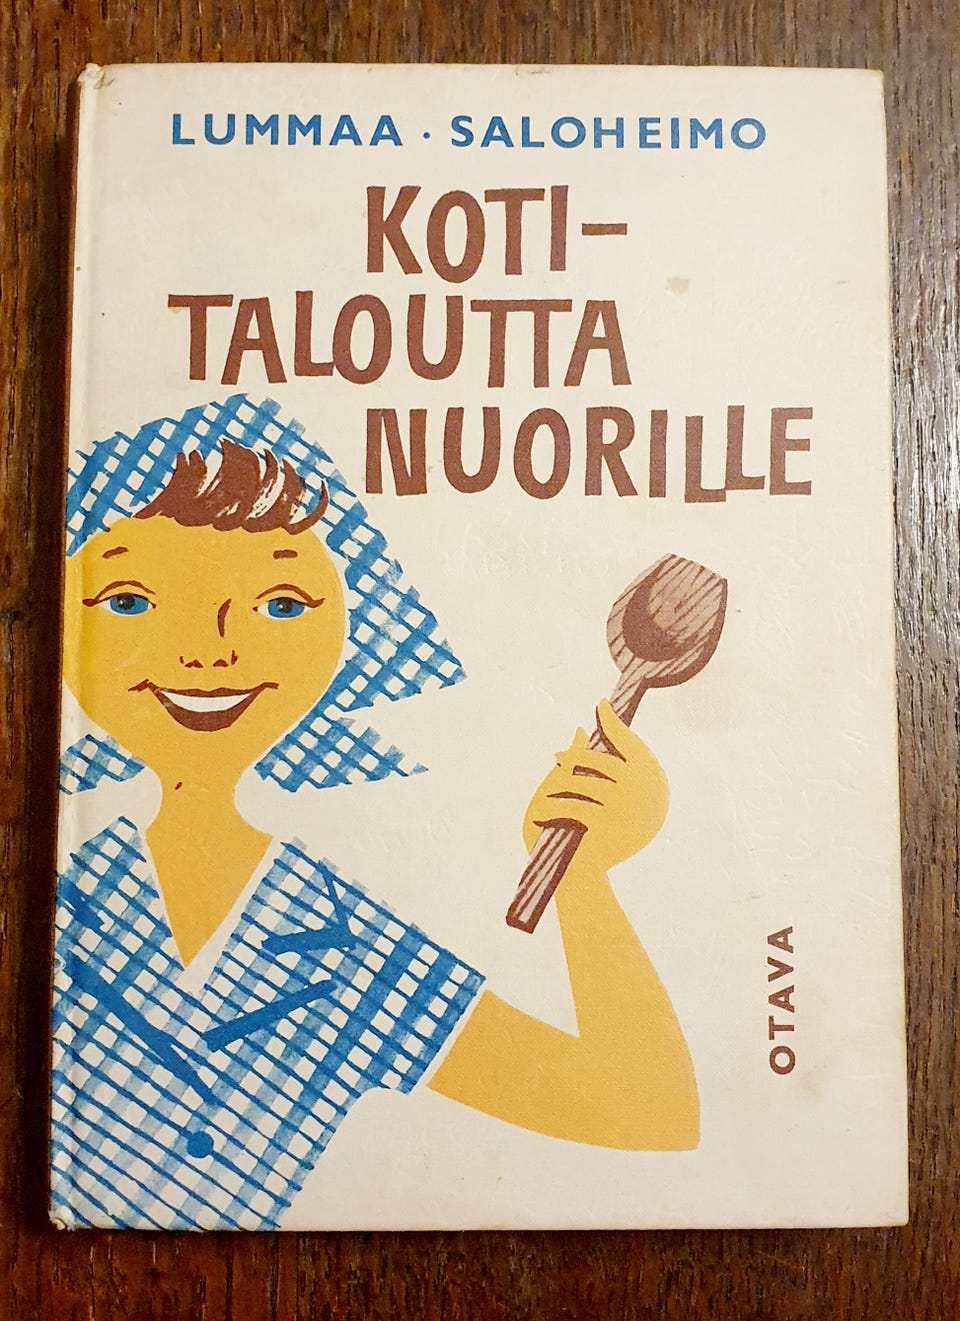 LUMMAA · SALOHEIMO
KOTI–
TALOUTTA
NUORILLE
OTAVA